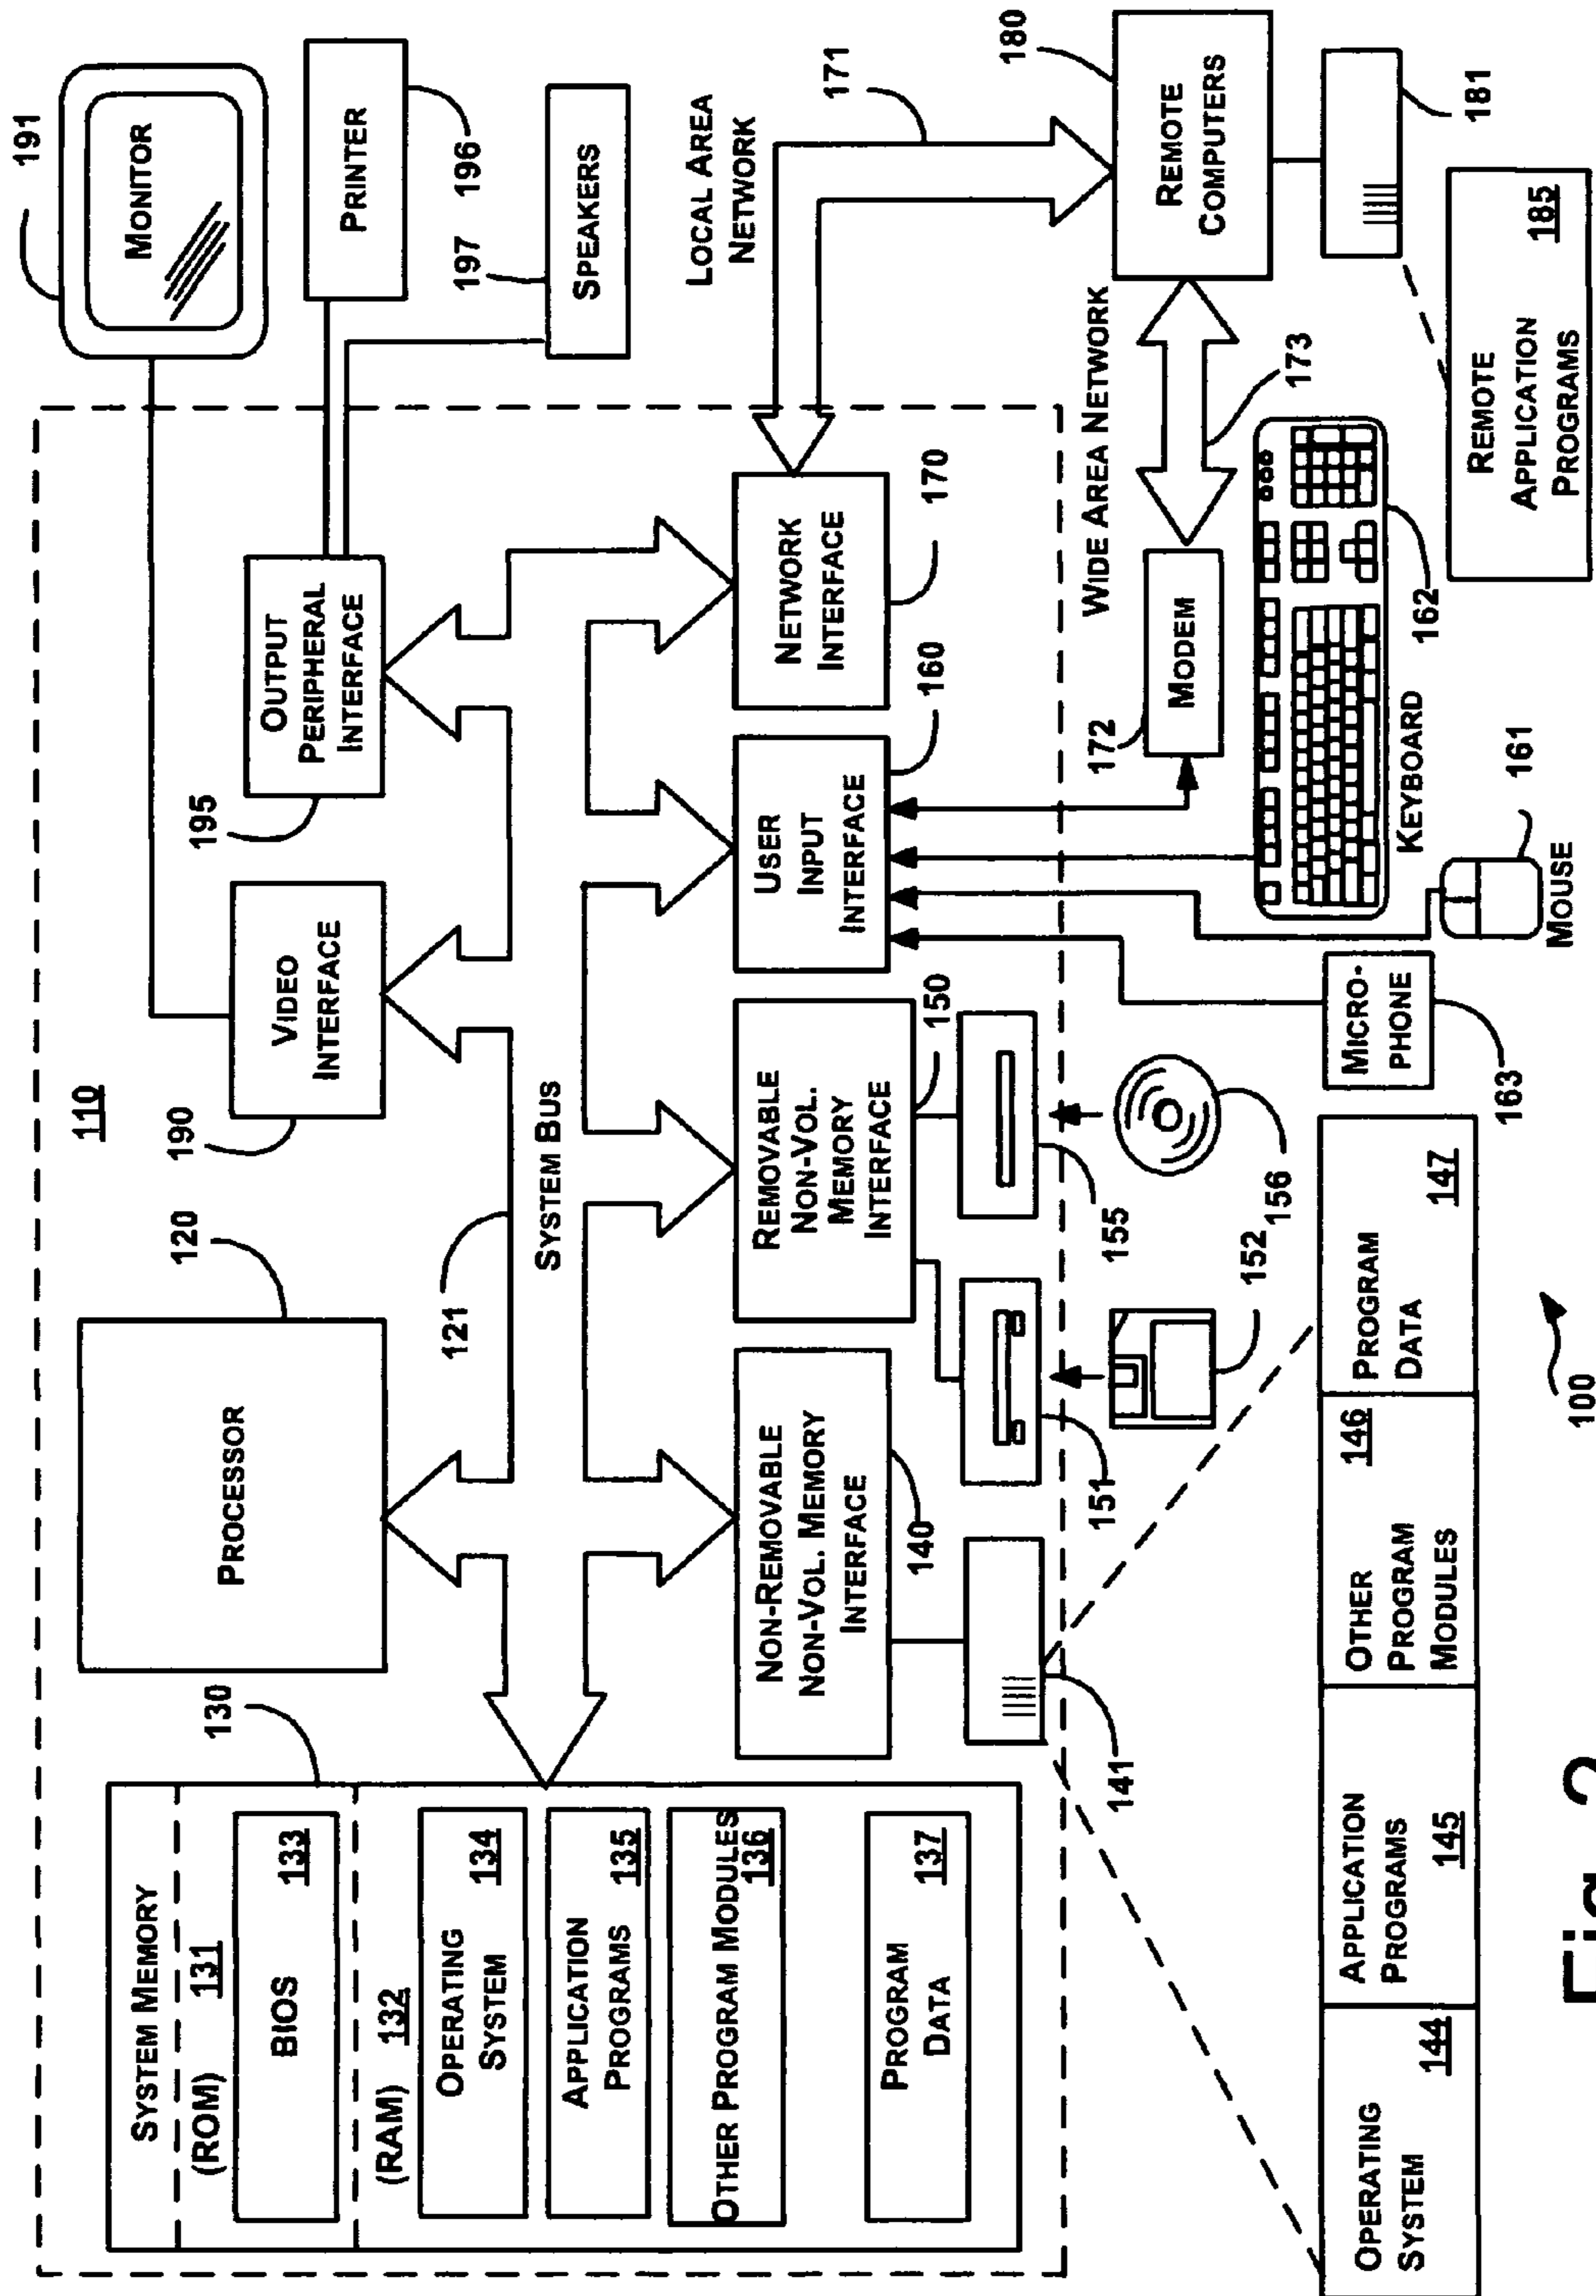 110
SYSTEM MEMORY
(ROM) 131
BIOS 133
(RAM) 132
OPERATING
SYSTEM 134
APPLICATION
PROGRAMS 135
OTHER PROGRAM MODULES
136
PROGRAM
DATA 137
130
PROCESSOR
120
121
SYSTEM BUS
VIDEO
INTERFACE
190
OUTPUT
PERIPHERAL
INTERFACE
195
MONITOR
191
PRINTER
196
SPEAKERS
197
NON-REMOVABLE
NON-VOL. MEMORY
INTERFACE
140
REMOVABLE
NON-VOL.
MEMORY
INTERFACE
150
USER
INPUT
INTERFACE
160
NETWORK
INTERFACE
170
LOCAL AREA
NETWORK
171
141
151
152
155
156
WIDE AREA NETWORK
MODEM
172
173
REMOTE
COMPUTERS
180
181
REMOTE
APPLICATION
PROGRAMS
185
KEYBOARD
162
MOUSE
161
MICRO-
PHONE
163
OPERATING
SYSTEM 144
APPLICATION
PROGRAMS 145
OTHER
PROGRAM
MODULES
146
PROGRAM
DATA
147
100